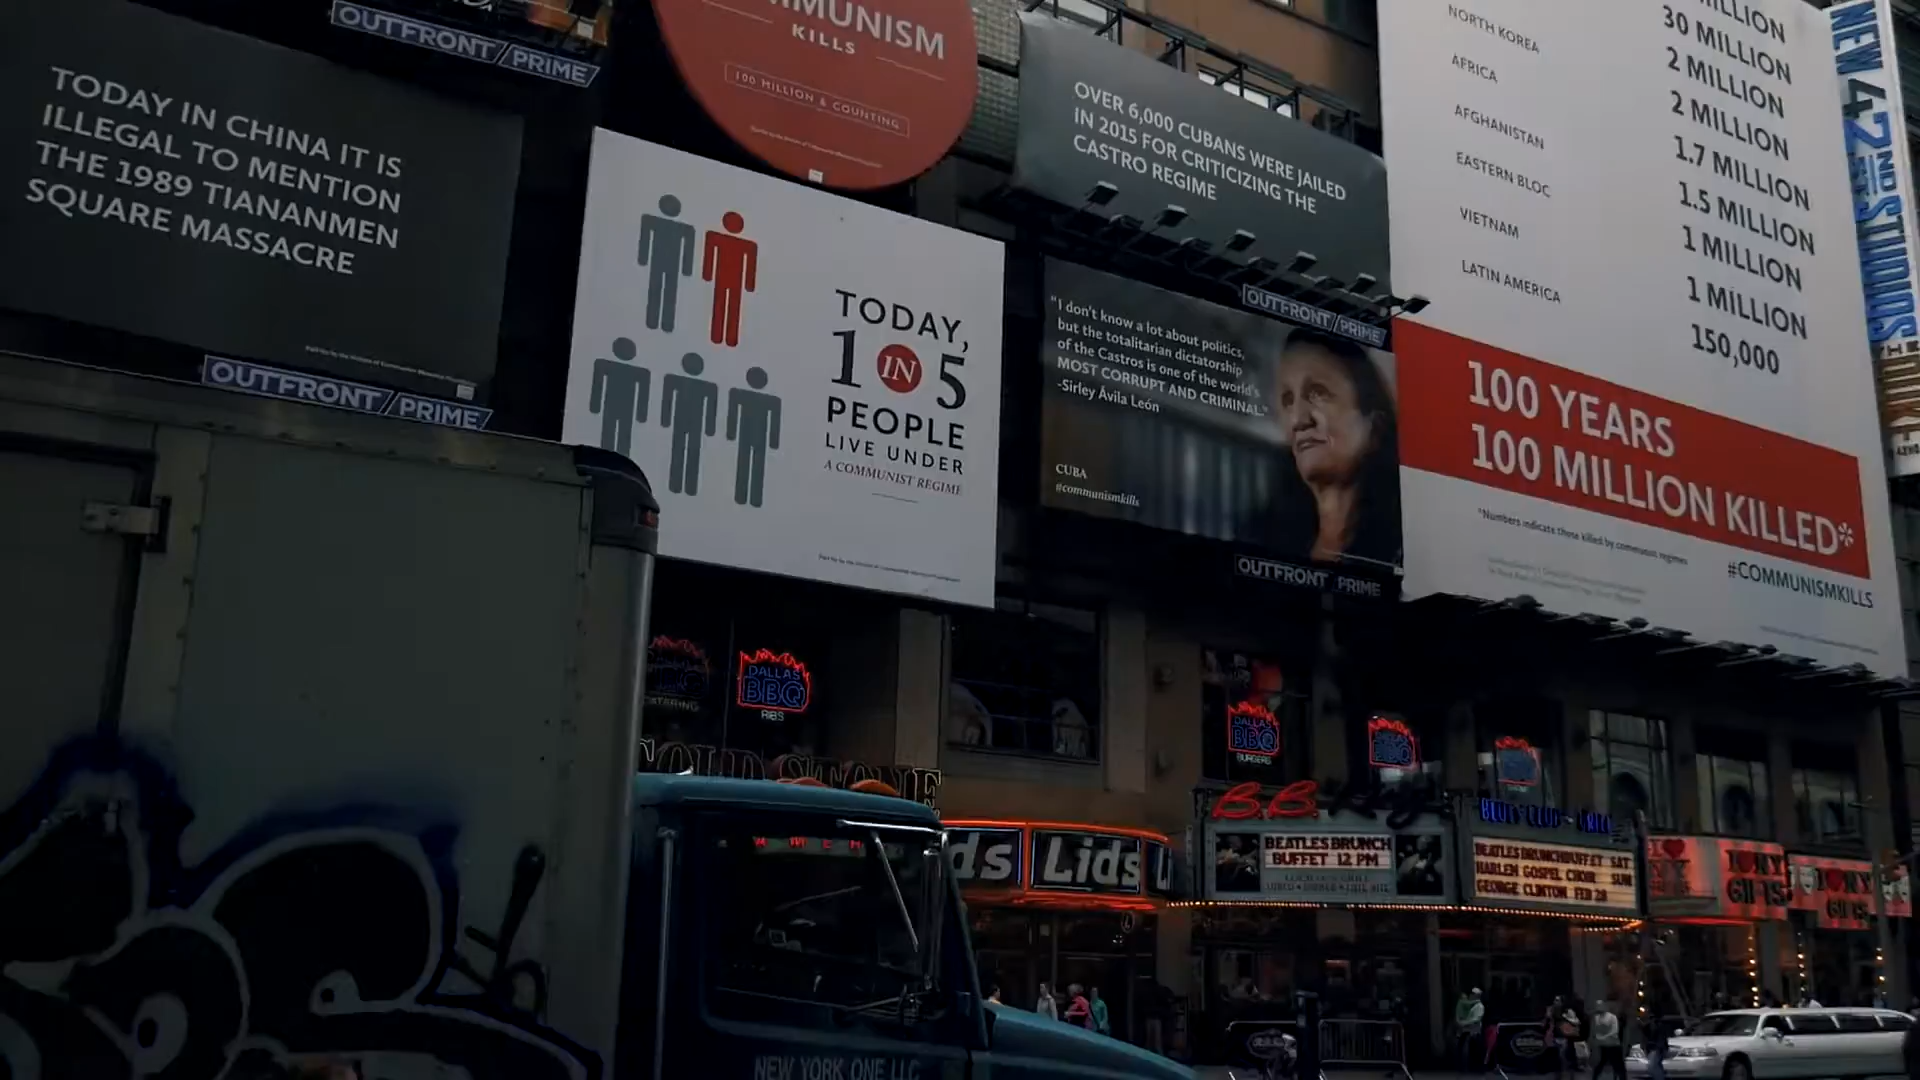 OUTFRONT/PRIME
TODAY IN CHINA IT IS
ILLEGAL TO MENTION
THE 1989 TIANANMEN
SQUARE MASSACRE
OUTFRONT/PRIME
KILLS
100 MILLION & COUNTING
TODAY,
1 IN 5
PEOPLE
LIVE UNDER
A COMMUNIST REGIME
OVER 6,000 CUBANS WERE JAILED
IN 2015 FOR CRITICIZING THE
CASTRO REGIME
OUTFRONT/PRIME
"I don't know a lot about politics,
but the totalitarian dictatorship
of the Castros is one of the world's
MOST CORRUPT AND CRIMINAL."
-Sirley Ávila León
CUBA
#communismkills
OUTFRONT PRIME
30 MILLION
NORTH KOREA 2 MILLION
AFRICA 2 MILLION
AFGHANISTAN 1.7 MILLION
EASTERN BLOC 1.5 MILLION
VIETNAM 1 MILLION
LATIN AMERICA 1 MILLION
150,000
100 YEARS
100 MILLION KILLED*
*Numbers indicate those killed by communist regimes
#COMMUNISMKILLS
NEW 42ND STUDIOS
DALLAS
BBQ
RIBS
DALLAS
BBQ
BURGERS
DALLAS
BBQ
COLD STONE
Lids
B.B. King
BEATLES BRUNCH
BUFFET 12 PM
BEATLES BRUNCH BUFFET SAT
HARLEM GOSPEL CHOIR SUN
GEORGE CLINTON FEB 28
I NY
GIFTS
I NY
GIFTS
NEW YORK ONE LLC